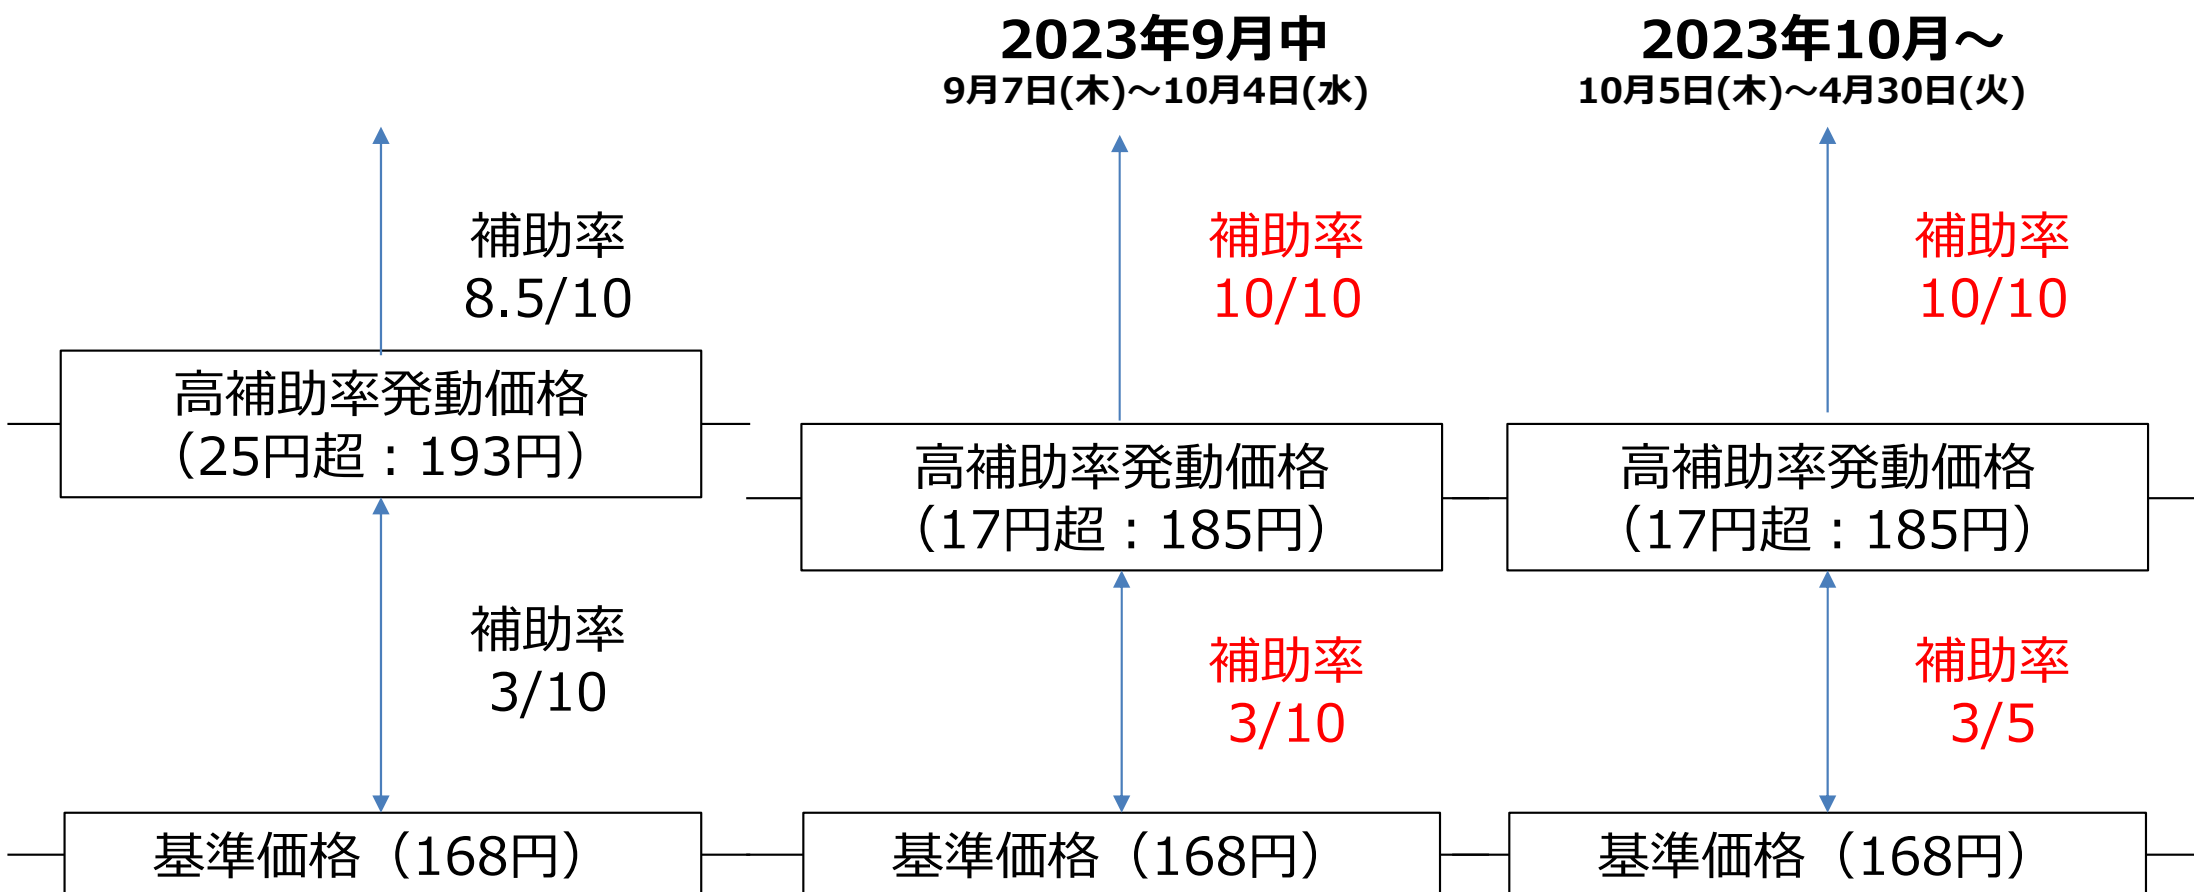 2023年9月中
9月7日(木)～10月4日(水)
2023年10月～
10月5日(木)～4月30日(火)
補助率
8.5/10
高補助率発動価格
（25円超：193円）
補助率
3/10
基準価格（168円）
補助率
10/10
高補助率発動価格
（17円超：185円）
補助率
3/10
基準価格（168円）
補助率
10/10
高補助率発動価格
（17円超：185円）
補助率
3/5
基準価格（168円）